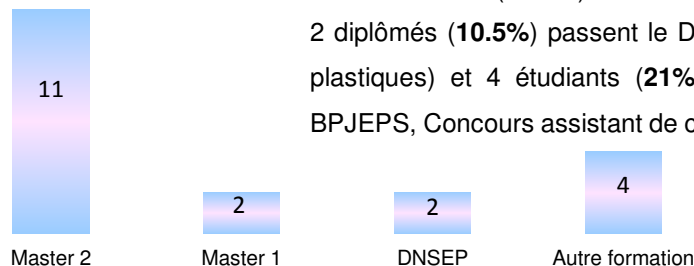 2 diplômés (10.5%) passent le D
plastiques) et 4 étudiants (21%
BPJEPS, Concours assistant de
11
2
2
4
Master 2
Master 1
DNSEP
Autre formation